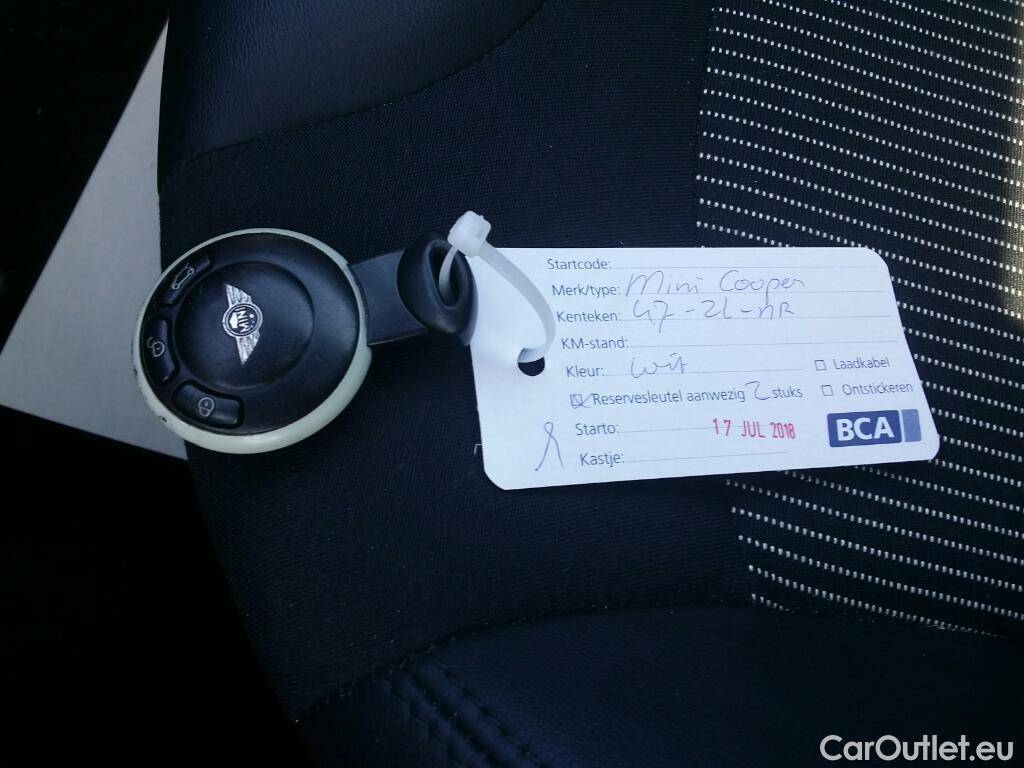 MINI
Startcode:
Merk/type: Mini Cooper
Kenteken: 47-ZL-NR
KM-stand:
Kleur: wit
Laadkabel
Reservesleutel aanwezig 2 stuks
Ontstickeren
Starto: 17 JUL 2018
BCA
Kastje:
CarOutlet.eu